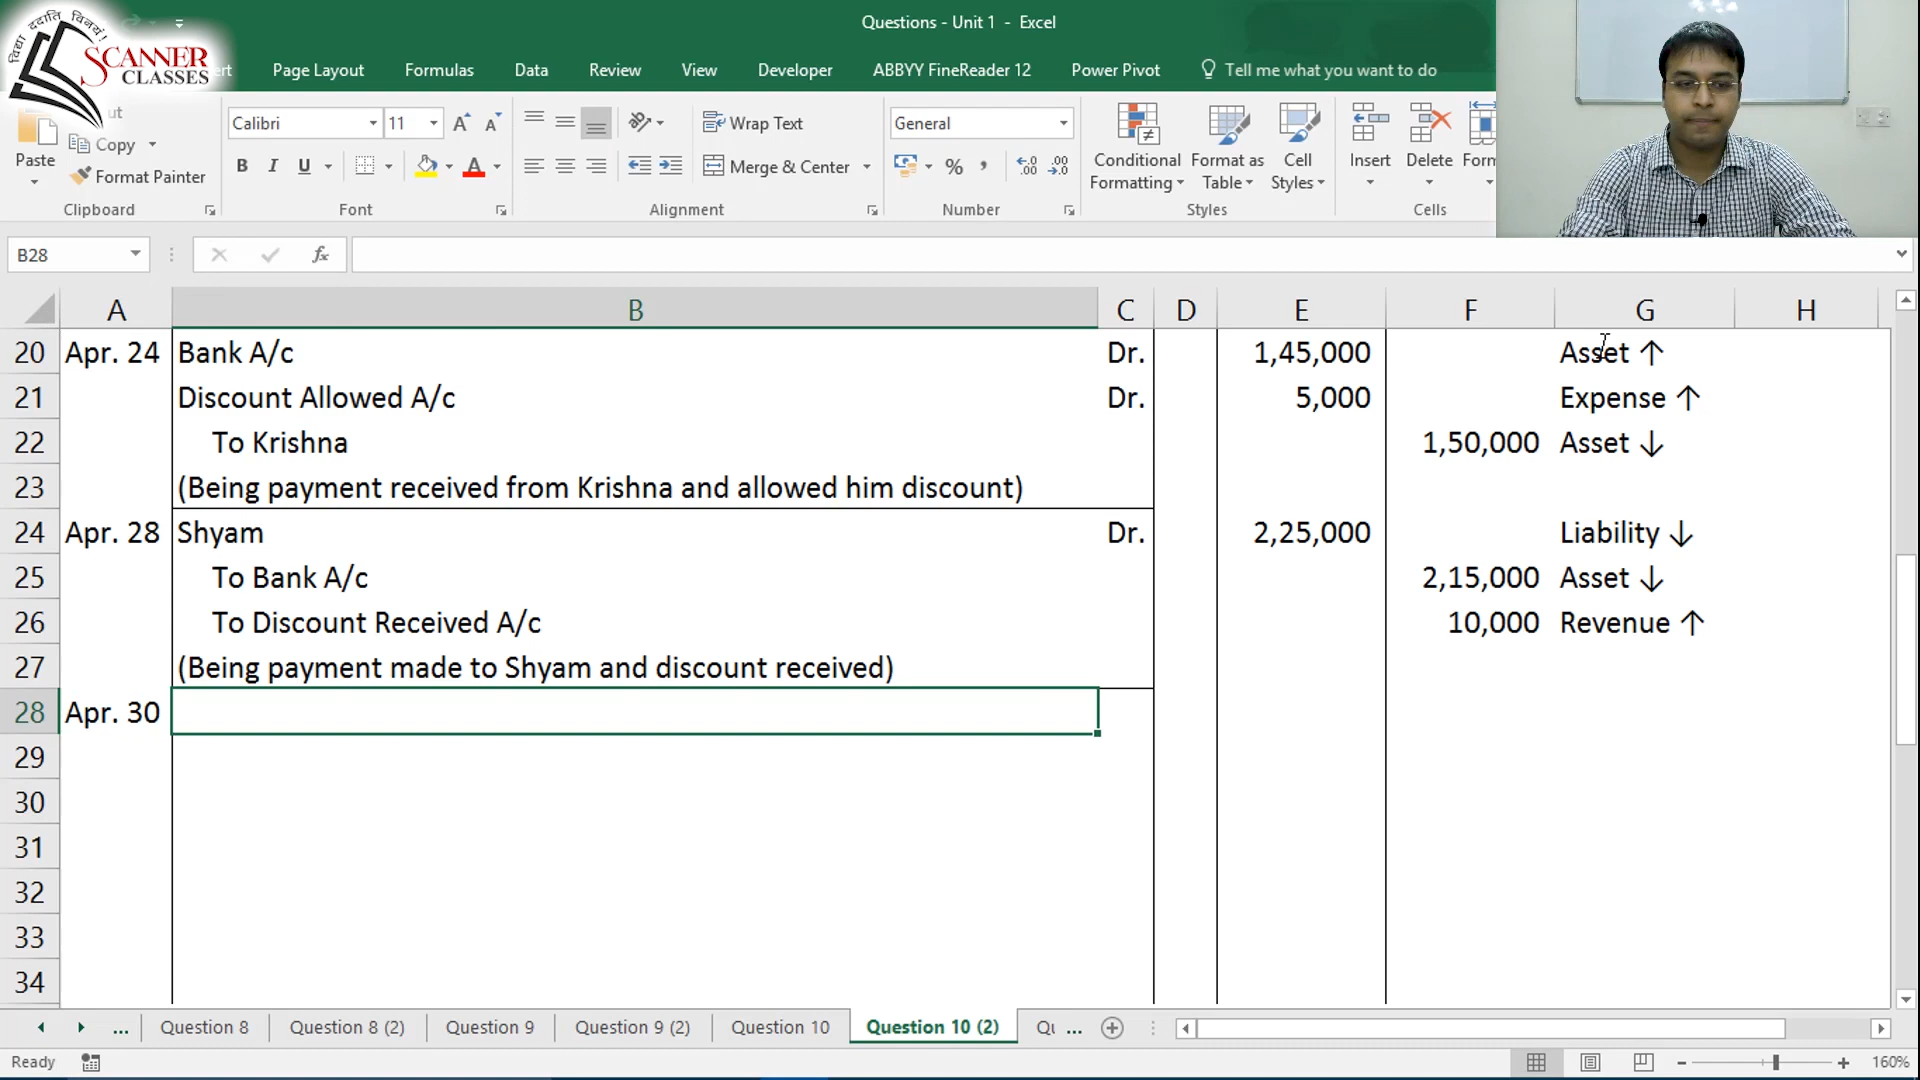 विद्या ददाति विनयं!
SCANNER
CLASSES
Questions - Unit 1 - Excel
Page Layout Formulas Data Review View Developer ABBYY FineReader 12 Power Pivot Tell me what you want to do
Paste
Copy
Format Painter
Clipboard
Calibri 11
B I U
Font
Wrap Text
Merge & Center
Alignment
General
%
Number
Conditional Formatting
Format as Table
Cell Styles
Styles
Insert Delete Form
Cells
B28
fx
A B C D E F G H
20 Apr. 24 Bank A/c Dr. 1,45,000 Asset ↑
21 Discount Allowed A/c Dr. 5,000 Expense ↑
22 To Krishna 1,50,000 Asset ↓
23 (Being payment received from Krishna and allowed him discount)
24 Apr. 28 Shyam Dr. 2,25,000 Liability ↓
25 To Bank A/c 2,15,000 Asset ↓
26 To Discount Received A/c 10,000 Revenue ↑
27 (Being payment made to Shyam and discount received)
28 Apr. 30
29
30
31
32
33
34
... Question 8 Question 8 (2) Question 9 Question 9 (2) Question 10 Question 10 (2) Qu ...
Ready 160%